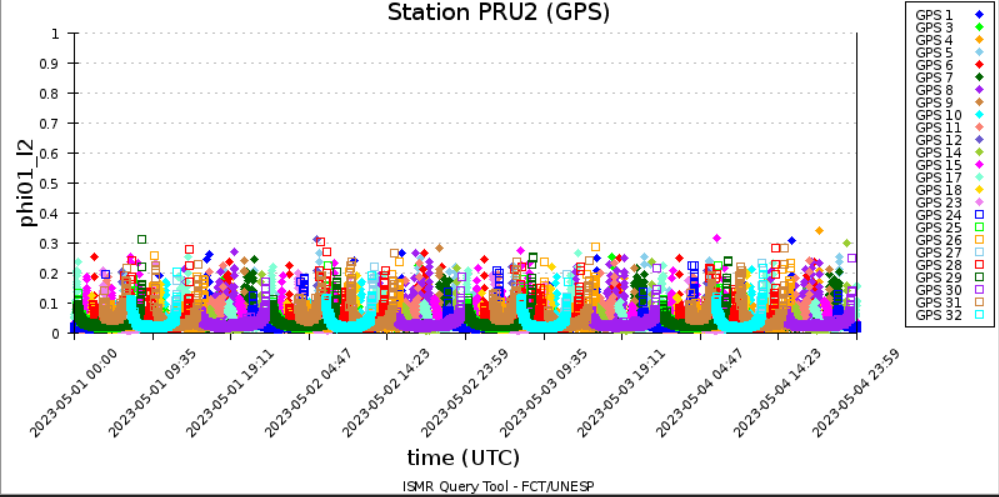 Station PRU2 (GPS)
phi01_l2
1
0.9
0.8
0.7
0.6
0.5
0.4
0.3
0.2
0.1
0
2023-05-01 00:00
2023-05-01 09:35
2023-05-01 19:11
2023-05-02 04:47
2023-05-02 14:23
2023-05-02 23:59
2023-05-03 09:35
2023-05-03 19:11
2023-05-04 04:47
2023-05-04 14:23
2023-05-04 23:59
time (UTC)
ISMR Query Tool - FCT/UNESP
GPS 1
GPS 3
GPS 4
GPS 5
GPS 6
GPS 7
GPS 8
GPS 9
GPS 10
GPS 11
GPS 12
GPS 14
GPS 15
GPS 17
GPS 18
GPS 23
GPS 24
GPS 25
GPS 26
GPS 27
GPS 28
GPS 29
GPS 30
GPS 31
GPS 32